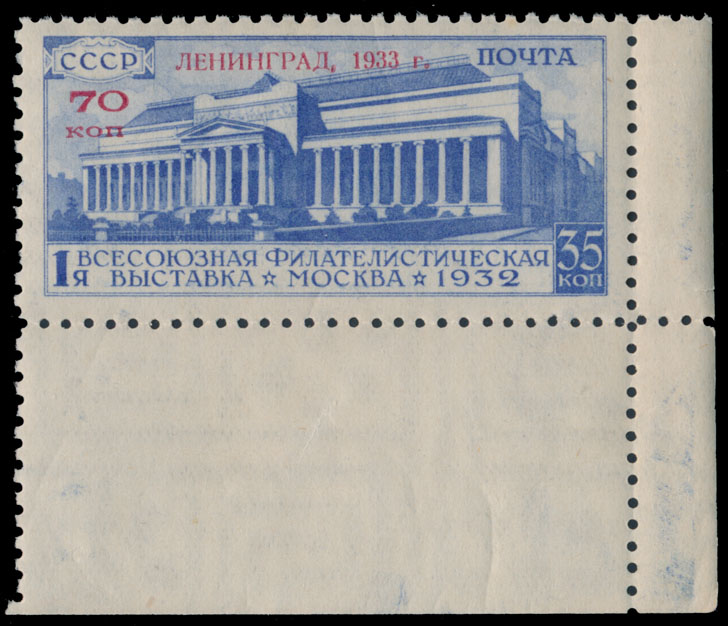 СССР ЛЕНИНГРАД, 1933 г. ПОЧТА
70
коп
1я ВСЕСОЮЗНАЯ ФИЛАТЕЛИСТИЧЕСКАЯ
ВЫСТАВКА ☆ МОСКВА ☆ 1932
35
КОП